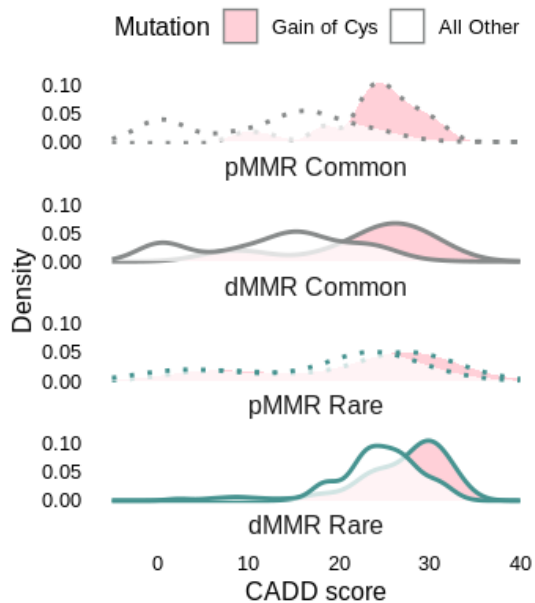 Mutation Gain of Cys All Other
0.10
0.05
0.00
pMMR Common
0.10
0.05
0.00
dMMR Common
Density
0.10
0.05
0.00
pMMR Rare
0.10
0.05
0.00
dMMR Rare
0 10 20 30 40
CADD score